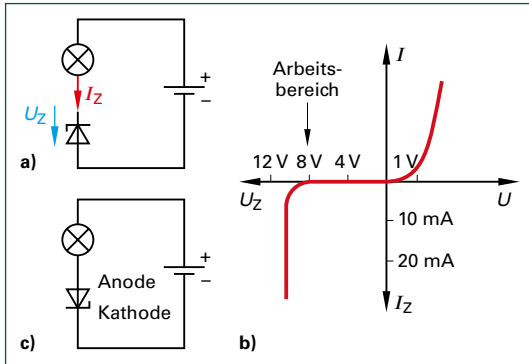 +
−
I_Z
U_Z
a)
+
−
Anode
Kathode
c)
I
Arbeits-
bereich
12 V 8 V 4 V 1 V
U_Z U
10 mA
20 mA
I_Z
b)